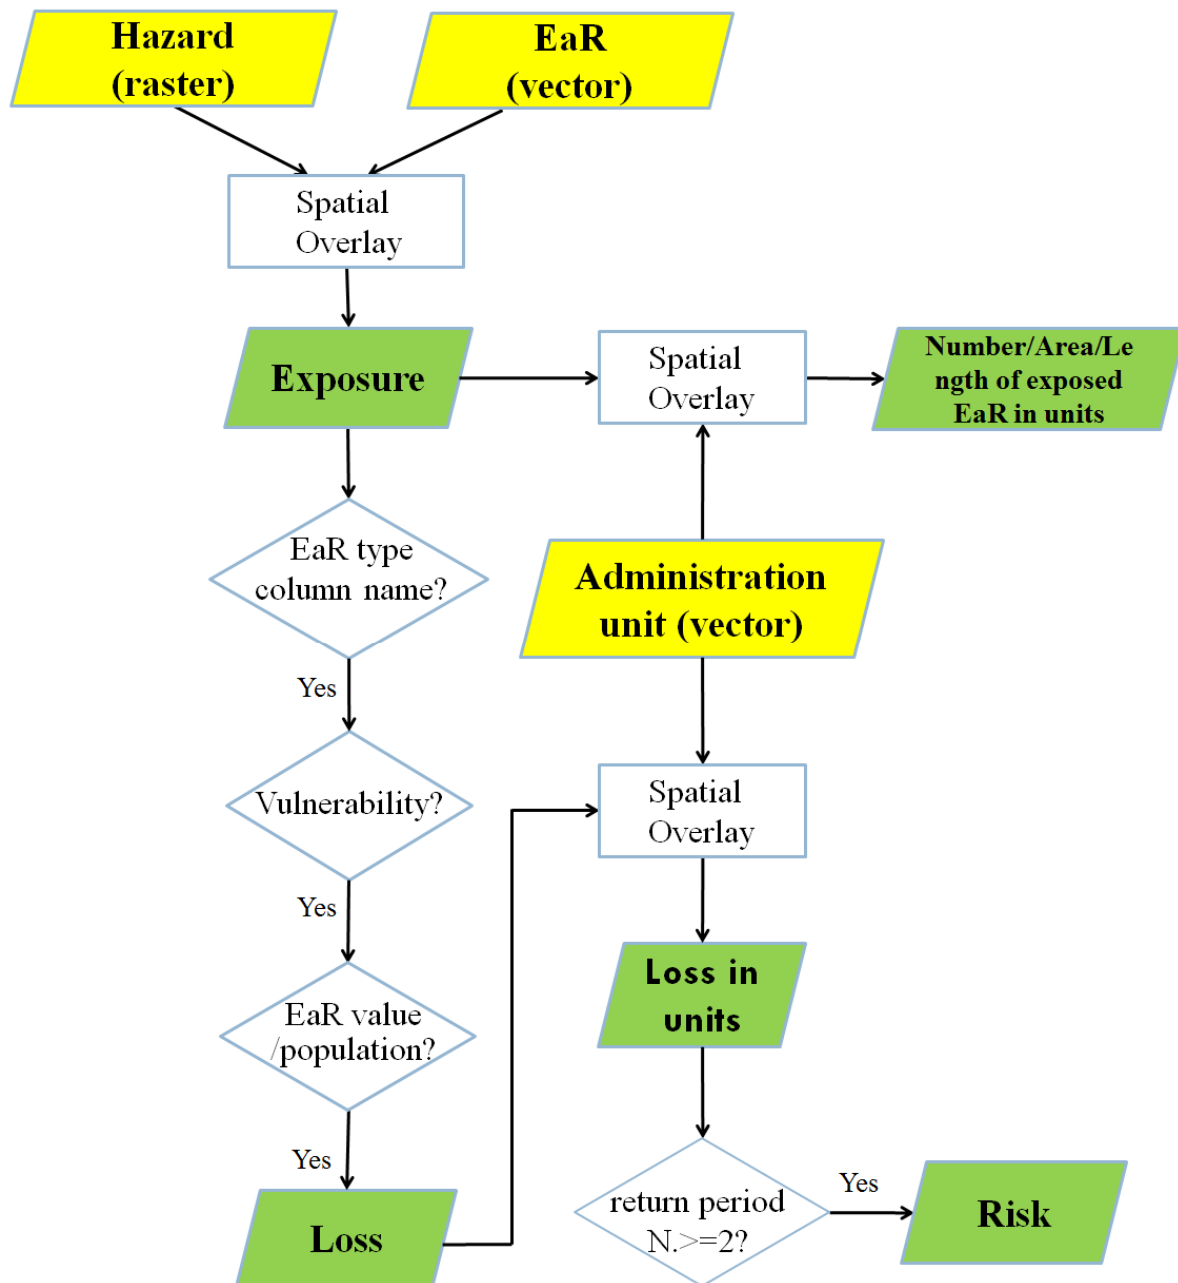 Hazard
(raster)
EaR
(vector)
Spatial
Overlay
Exposure
Spatial
Overlay
Number/Area/Le
ngth of exposed
EaR in units
EaR type
column name?
Administration
unit (vector)
Yes
Vulnerability?
Spatial
Overlay
Yes
EaR value
/population?
Loss in
units
Yes
Loss
return period
N.>=2?
Yes
Risk